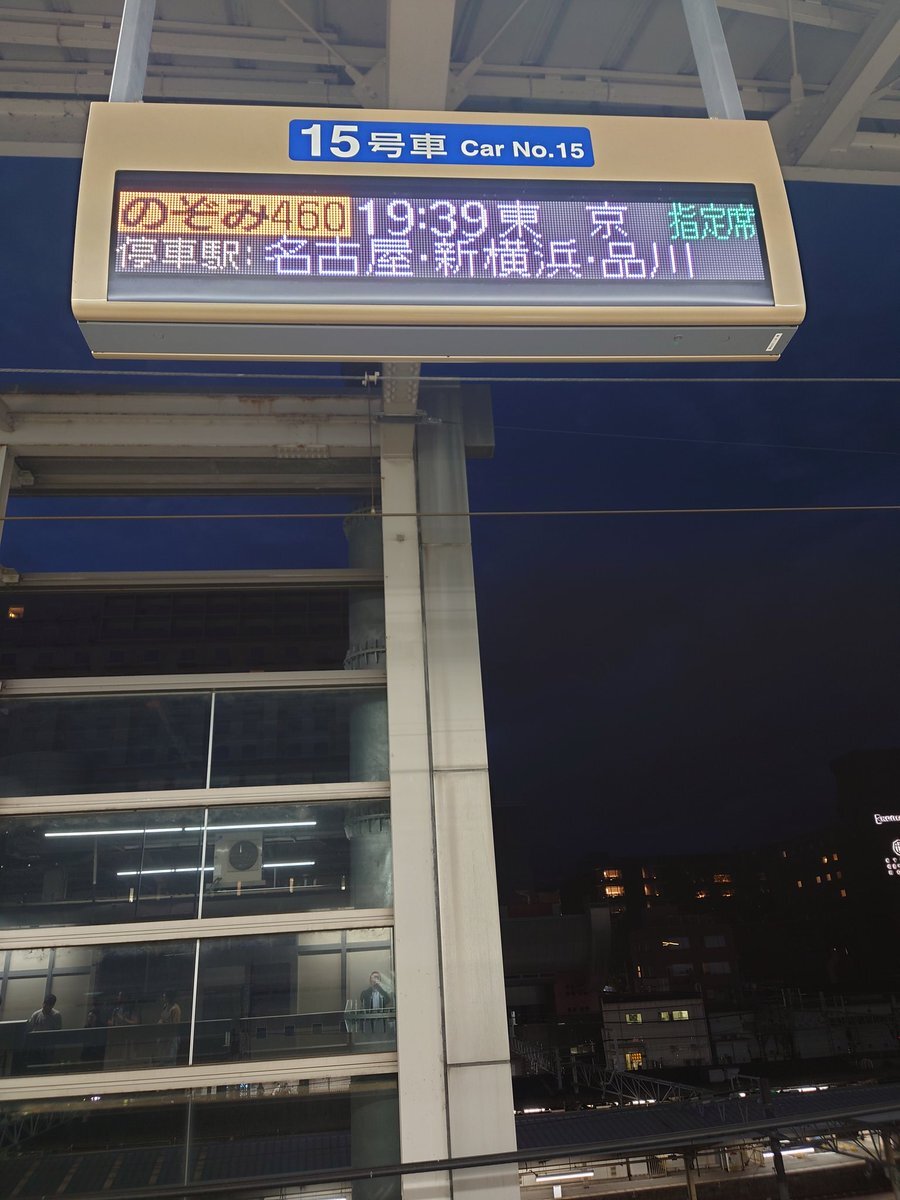 15号車 Car No.15
のぞみ460 19:39 東 京 指定席
停車駅: 名古屋・新横浜・品川